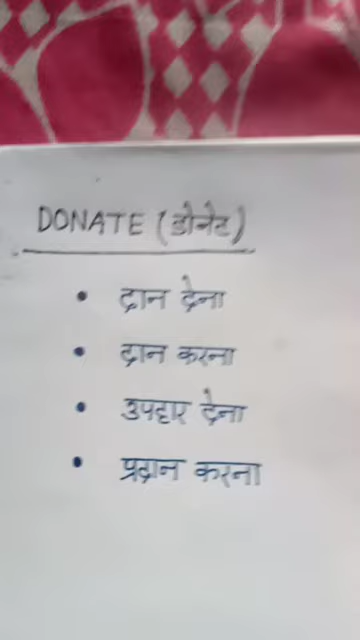 DONATE (डोनेट)
• दान देना
• दान करना
• उपहार देना
• प्रदान करना